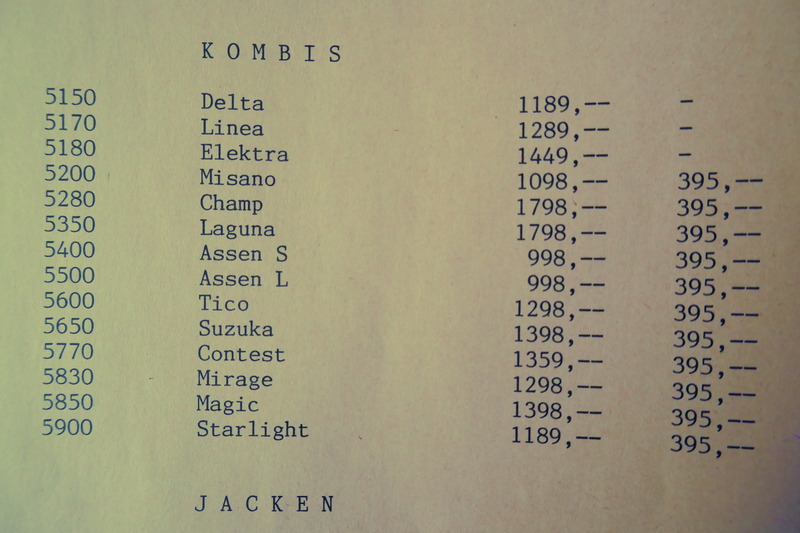 KOMBIS
5150 Delta 1189,-- -
5170 Linea 1289,-- -
5180 Elektra 1449,-- -
5200 Misano 1098,-- 395,--
5280 Champ 1798,-- 395,--
5350 Laguna 1798,-- 395,--
5400 Assen S 998,-- 395,--
5500 Assen L 998,-- 395,--
5600 Tico 1298,-- 395,--
5650 Suzuka 1398,-- 395,--
5770 Contest 1359,-- 395,--
5830 Mirage 1298,-- 395,--
5850 Magic 1398,-- 395,--
5900 Starlight 1189,-- 395,--
JACKEN